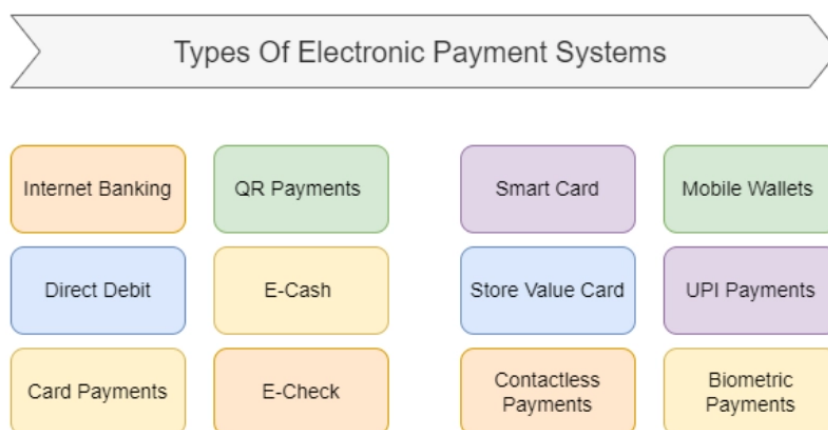 Types Of Electronic Payment Systems
Internet Banking
QR Payments
Smart Card
Mobile Wallets
Direct Debit
E-Cash
Store Value Card
UPI Payments
Card Payments
E-Check
Contactless
Payments
Biometric
Payments